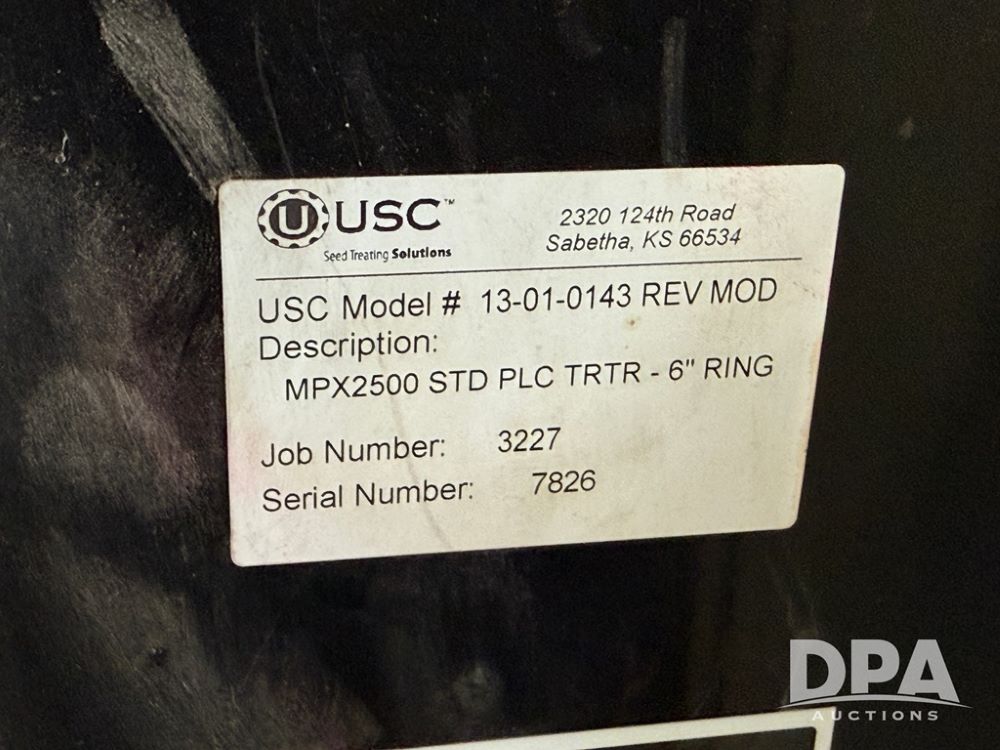 U USC™
Seed Treating Solutions
2320 124th Road
Sabetha, KS 66534
USC Model # 13-01-0143 REV MOD
Description:
MPX2500 STD PLC TRTR - 6" RING
Job Number: 3227
Serial Number: 7826
DPA
AUCTIONS